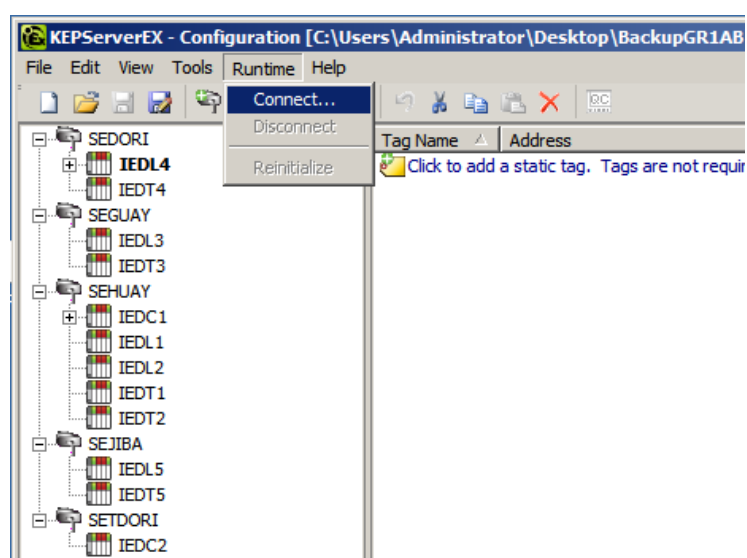 KEPServerEX - Configuration [C:\Users\Administrator\Desktop\BackupGR1AB
File Edit View Tools Runtime Help
Connect...
Disconnect
Reinitialize
Tag Name Address
Click to add a static tag. Tags are not requir
SEDORI
IEDL4
IEDT4
SEGUAY
IEDL3
IEDT3
SEHUAY
IEDC1
IEDL1
IEDL2
IEDT1
IEDT2
SEJIBA
IEDL5
IEDT5
SETDORI
IEDC2